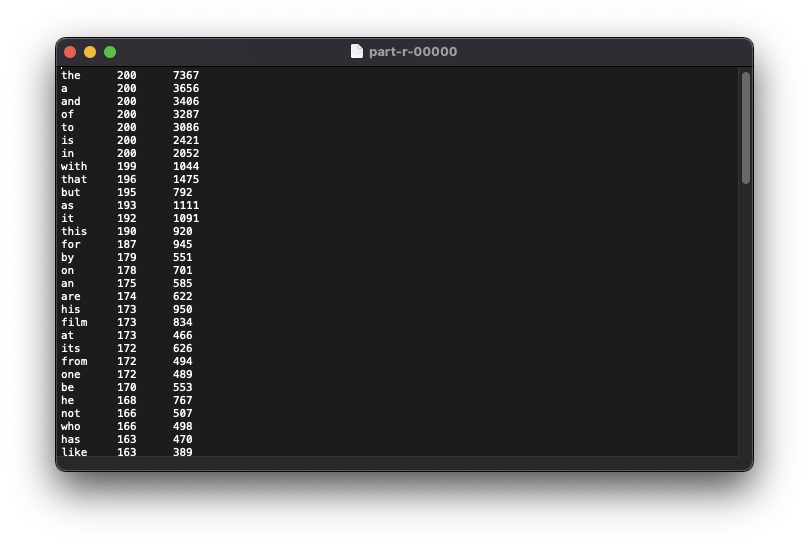 part-r-00000
the 200 7367
a 200 3656
and 200 3406
of 200 3287
to 200 3086
is 200 2421
in 200 2052
with 199 1044
that 196 1475
but 195 792
as 193 1111
it 192 1091
this 190 920
for 187 945
by 179 551
on 178 701
an 175 585
are 174 622
his 173 950
film 173 834
at 173 466
its 172 626
from 172 494
one 172 489
be 170 553
he 168 767
not 166 507
who 166 498
has 163 470
like 163 389